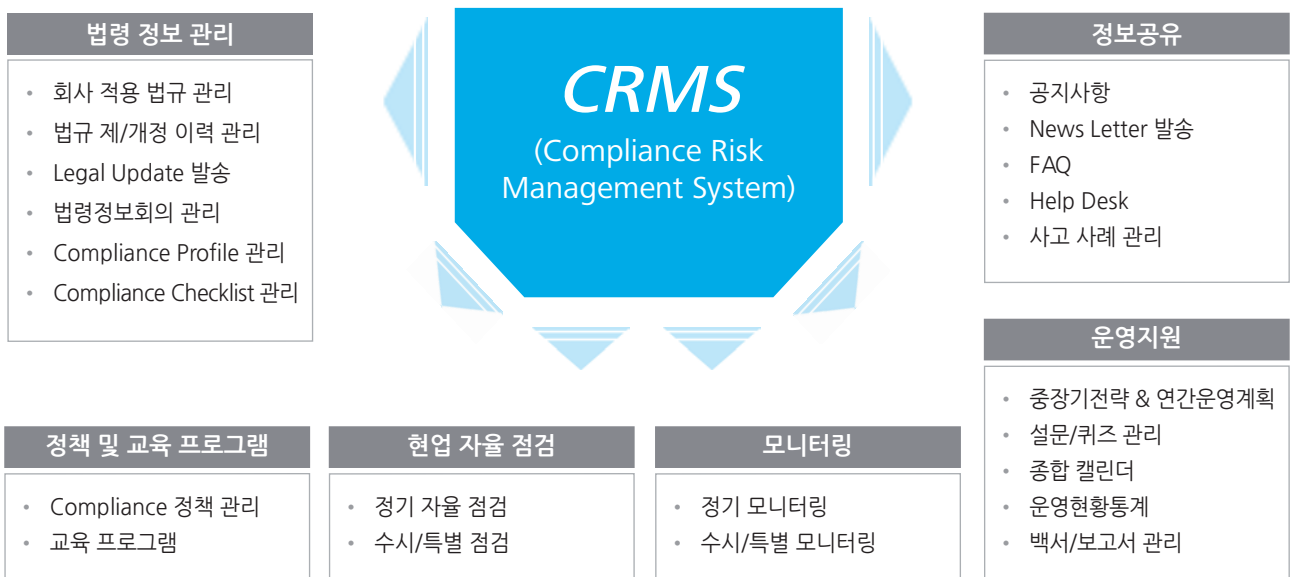 법령 정보 관리
• 회사 적용 법규 관리
• 법규 제/개정 이력 관리
• Legal Update 발송
• 법령정보회의 관리
• Compliance Profile 관리
• Compliance Checklist 관리
CRMS
(Compliance Risk
Management System)
정보공유
• 공지사항
• News Letter 발송
• FAQ
• Help Desk
• 사고 사례 관리
운영지원
• 중장기전략 & 연간운영계획
• 설문/퀴즈 관리
• 종합 캘린더
• 운영현황통계
• 백서/보고서 관리
정책 및 교육 프로그램
• Compliance 정책 관리
• 교육 프로그램
현업 자율 점검
• 정기 자율 점검
• 수시/특별 점검
모니터링
• 정기 모니터링
• 수시/특별 모니터링